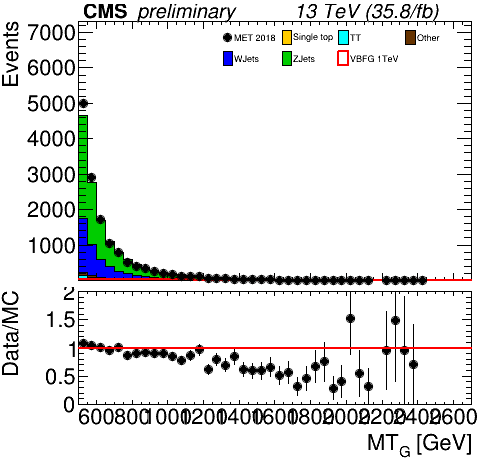 CMS preliminary 13 TeV (35.8/fb)
Events
7000
6000
5000
4000
3000
2000
1000
MET 2018 Single top TT Other
WJets ZJets VBFG 1TeV
Data/MC
2
1.5
1
0.5
0
600 800 1000 1200 1400 1600 1800 2000 2200 2400 2600
MT_G [GeV]